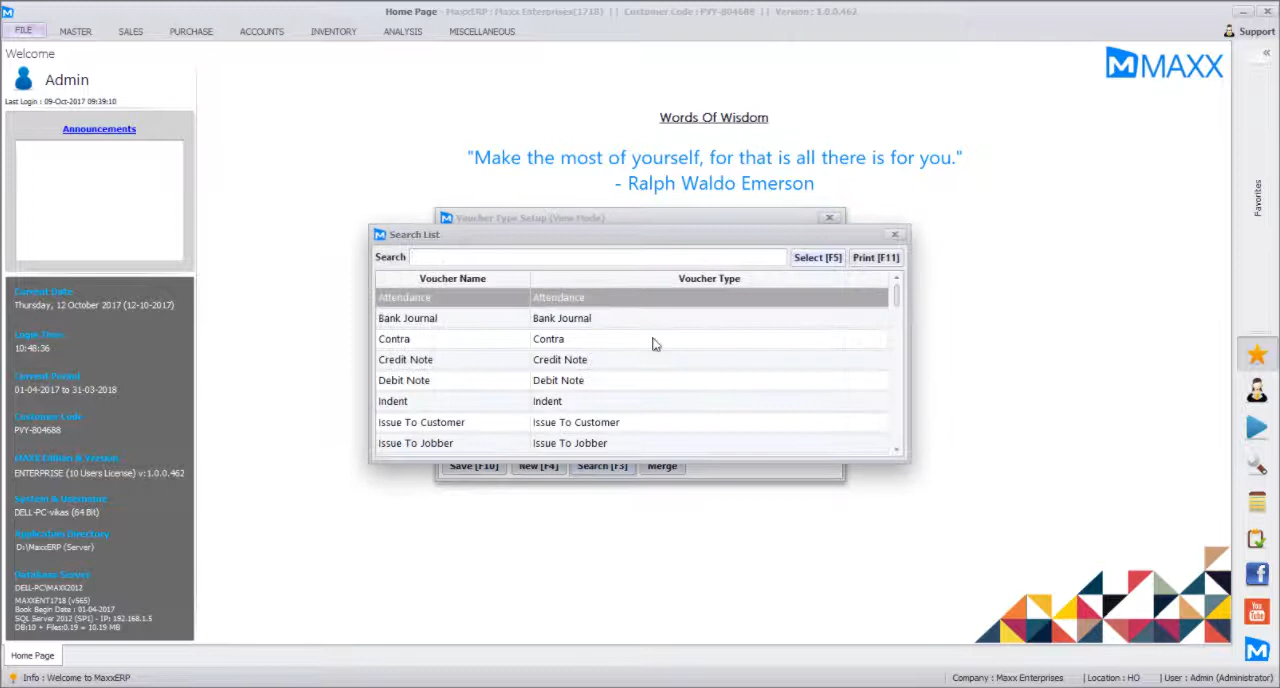 Home Page - MaxxERP : Maxx Enterprises(1718) || Customer Code : PVY-804688 || Version : 1.0.0.462
FILE MASTER SALES PURCHASE ACCOUNTS INVENTORY ANALYSIS MISCELLANEOUS Support
Welcome
Admin
Last Login : 09-Oct-2017 09:39:10
Announcements
MAXX
Words Of Wisdom
"Make the most of yourself, for that is all there is for you."
- Ralph Waldo Emerson
Favorites
Voucher Type Setup (View Mode)
Search List
Search Select [F5] Print [F11]
Voucher Name Voucher Type
Attendance Attendance
Bank Journal Bank Journal
Contra Contra
Credit Note Credit Note
Debit Note Debit Note
Indent Indent
Issue To Customer Issue To Customer
Issue To Jobber Issue To Jobber
Save [F10] New [F4] Search [F3] Merge
Current Date
Thursday, 12 October 2017 (12-10-2017)
Login Time
10:48:36
Current Period
01-04-2017 to 31-03-2018
Customer Code
PVY-804688
MAXX Edition & Version
ENTERPRISE (10 Users License) v: 1.0.0.462
System & Username
DELL-PC-vikas (64 Bit)
Application Directory
D:\MaxxERP (Server)
Database Server
DELL-PC\MAXX2012
MAXXENT1718 (v565)
Book Begin Date : 01-04-2017
SQL Server 2012 [SP1] - IP: 192.168.1.5
DB:10 + Files:0.19 = 10.19 MB
You
Tube
Home Page
Info : Welcome to MaxxERP Company : Maxx Enterprises | Location : HO | User : Admin (Administrator)